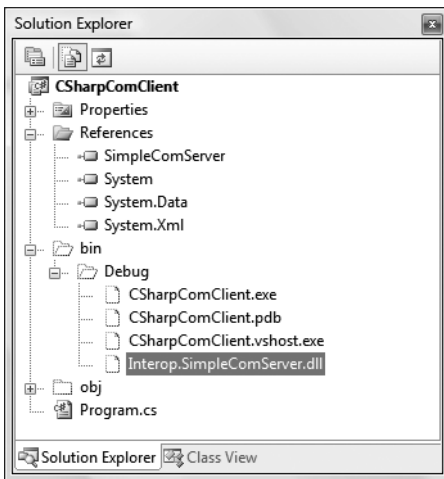 Solution Explorer
CSharpComClient
Properties
References
SimpleComServer
System
System.Data
System.Xml
bin
Debug
CSharpComClient.exe
CSharpComClient.pdb
CSharpComClient.vshost.exe
Interop.SimpleComServer.dll
obj
Program.cs
Solution Explorer Class View